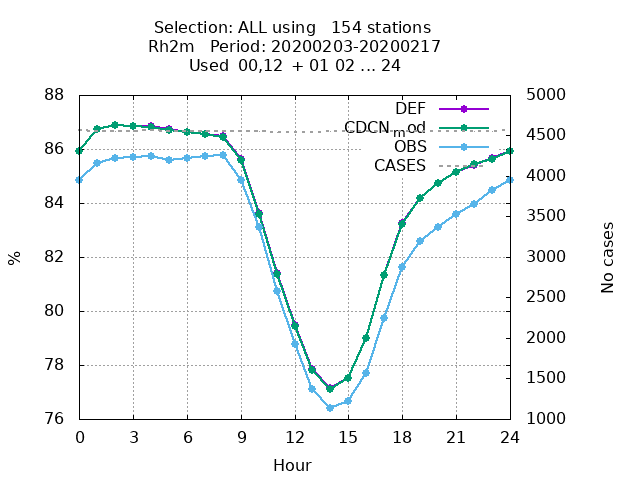 Selection: ALL using   154 stations
Rh2m   Period: 20200203-20200217
Used  00,12  + 01 02 ... 24
88
86
84
82
80
78
76
%
5000
4500
4000
3500
3000
2500
2000
1500
1000
No cases
DEF
CDCN_mod
OBS
CASES
0 3 6 9 12 15 18 21 24
Hour